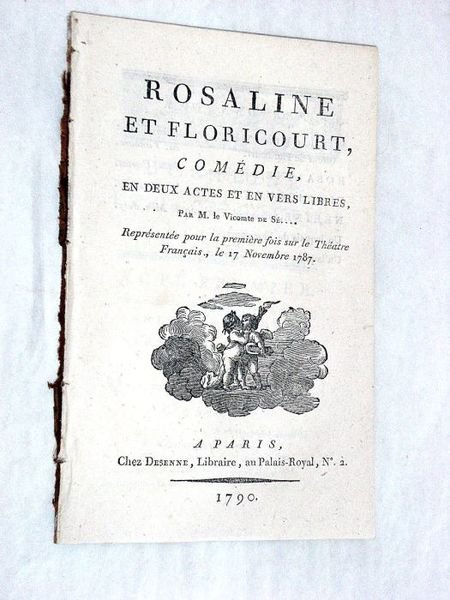 ROSALINE
ET FLORICOURT,
COMÉDIE,
EN DEUX ACTES ET EN VERS LIBRES,
PAR M. le Vicomte DE SÉ....
Représentée pour la première fois sur le Théatre
Français., le 17 Novembre 1787.
A PARIS,
Chez DESENNE, Libraire, au Palais-Royal, N°. 2.
1790.